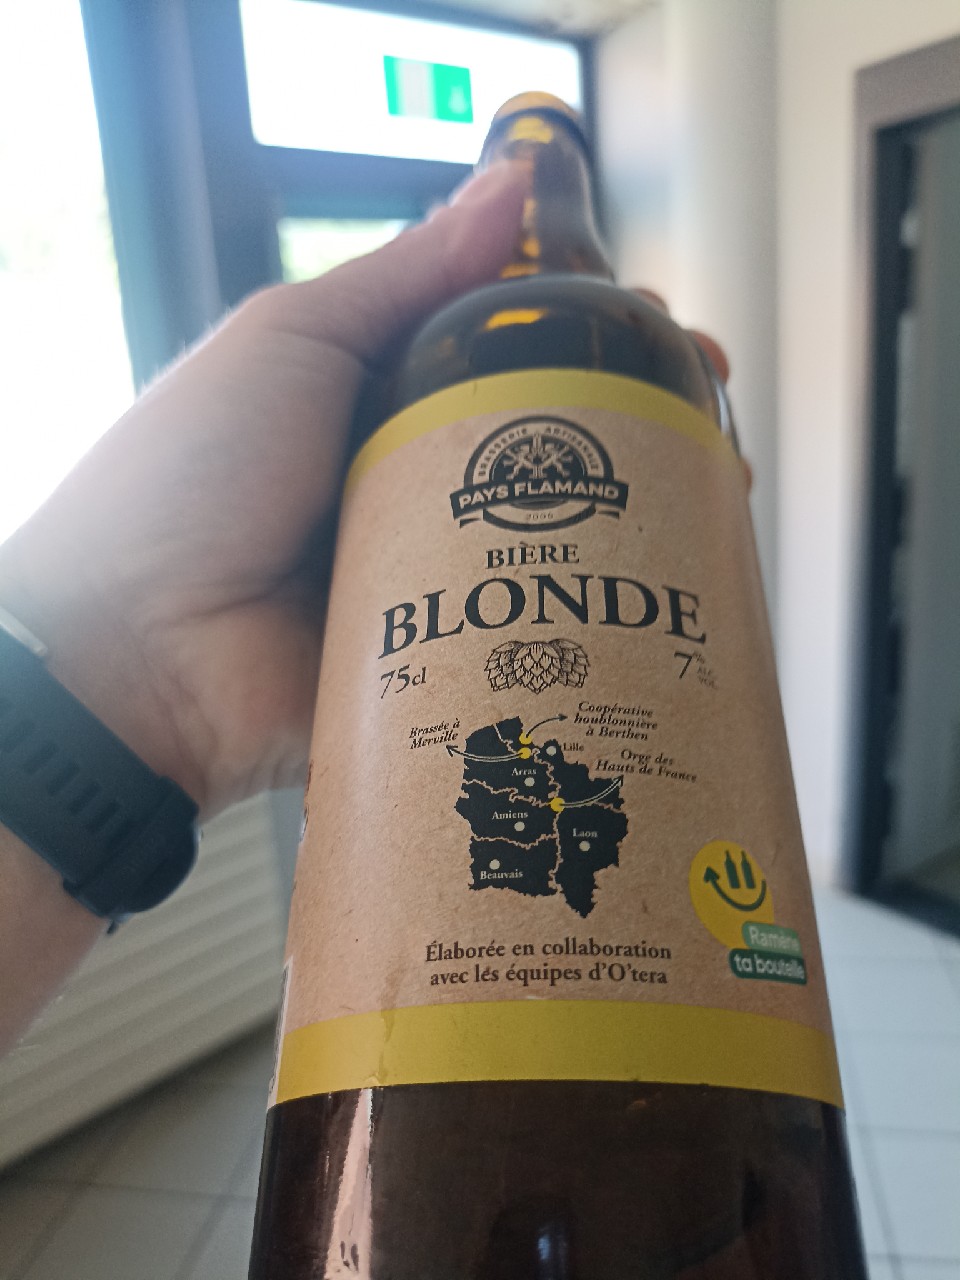 BRASSERIE ARTISANALE
PAYS FLAMAND
2006
BIÈRE
BLONDE
75cl
7% ALC. VOL.
Brassée à
Merville
Coopérative
houblonnière
à Berthen
Lille
Orge des
Hauts de France
Arras
Amiens
Laon
Beauvais
Élaborée en collaboration
avec les équipes d'O'tera
Ramène
ta bouteille